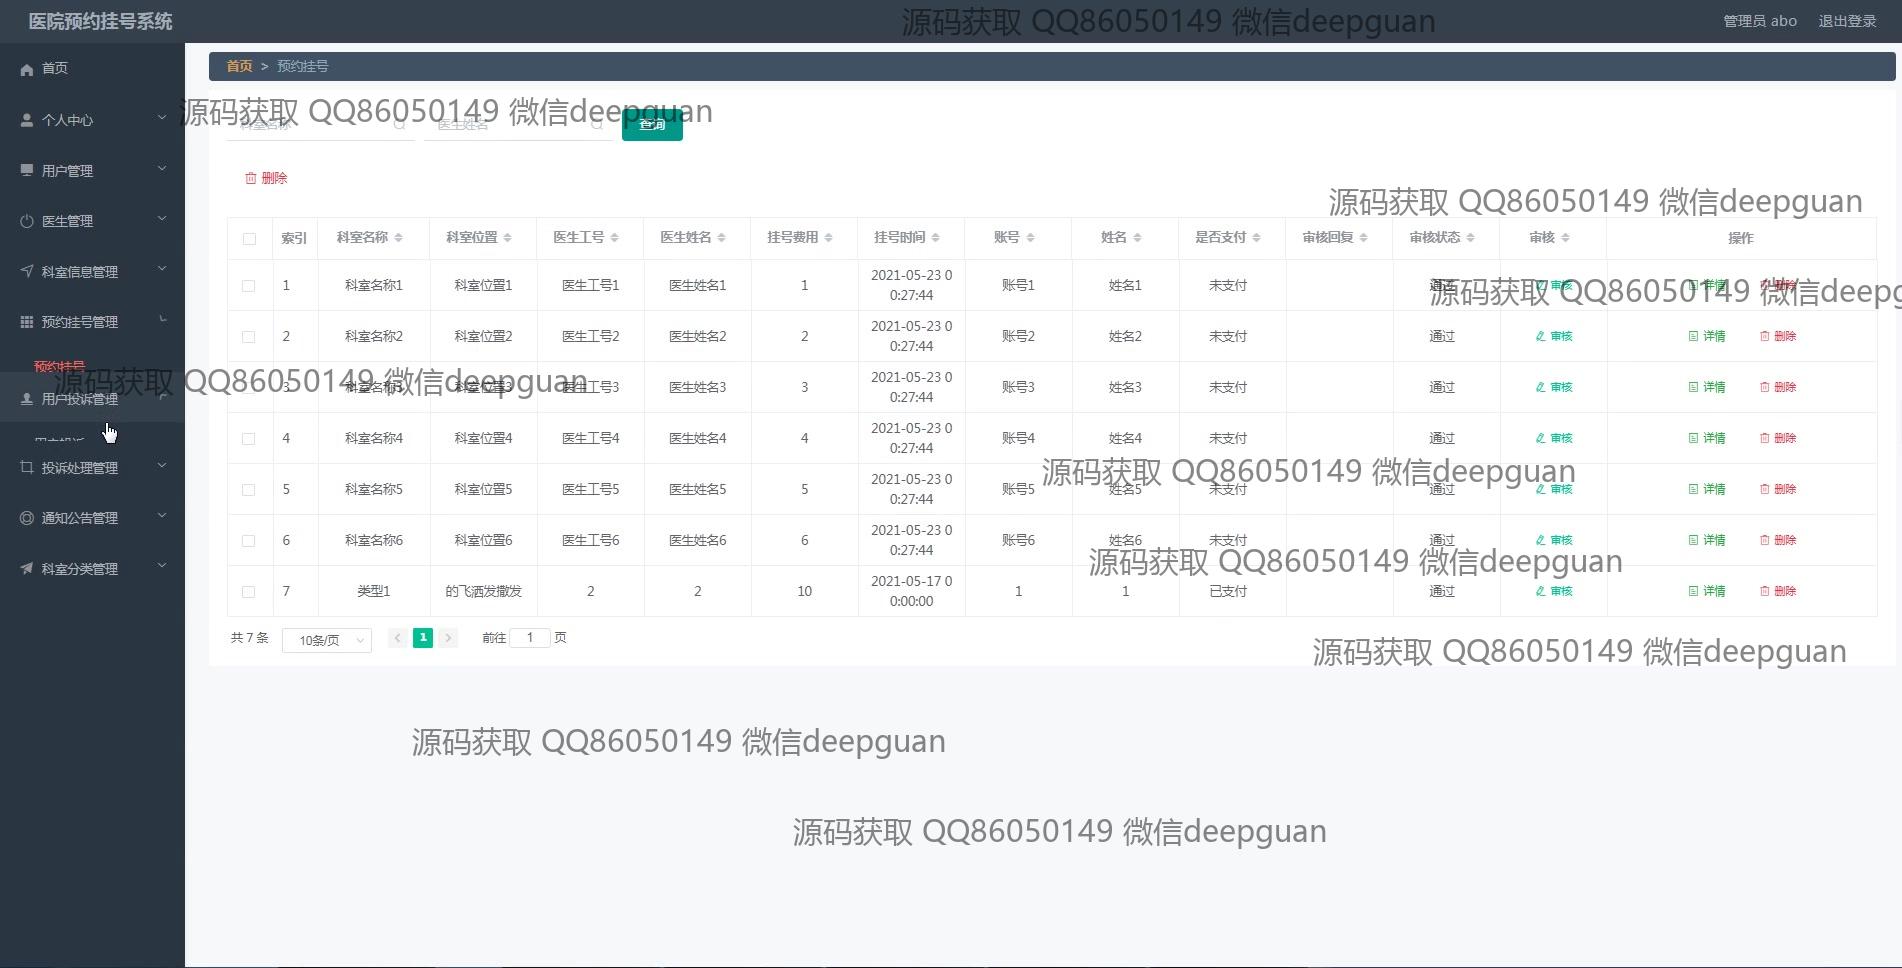 医院预约挂号系统
源码获取 QQ86050149 微信deepguan
管理员 abo 退出登录
首页
个人中心
用户管理
医生管理
科室信息管理
预约挂号管理
预约挂号
用户投诉管理
投诉处理管理
通知公告管理
科室分类管理
首页 > 预约挂号
源码获取 QQ86050149 微信deepguan
科室名称 医生姓名 查询
删除
源码获取 QQ86050149 微信deepguan
索引 科室名称 科室位置 医生工号 医生姓名 挂号费用 挂号时间 账号 姓名 是否支付 审核回复 审核状态 审核 操作
1 科室名称1 科室位置1 医生工号1 医生姓名1 1 2021-05-23 00:27:44 账号1 姓名1 未支付 通过 审核 详情 删除
源码获取 QQ86050149 微信deepg
2 科室名称2 科室位置2 医生工号2 医生姓名2 2 2021-05-23 00:27:44 账号2 姓名2 未支付 通过 审核 详情 删除
源码获取 QQ86050149 微信deepguan
3 科室名称3 科室位置3 医生工号3 医生姓名3 3 2021-05-23 00:27:44 账号3 姓名3 未支付 通过 审核 详情 删除
4 科室名称4 科室位置4 医生工号4 医生姓名4 4 2021-05-23 00:27:44 账号4 姓名4 未支付 通过 审核 详情 删除
源码获取 QQ86050149 微信deepguan
5 科室名称5 科室位置5 医生工号5 医生姓名5 5 2021-05-23 00:27:44 账号5 姓名5 未支付 通过 审核 详情 删除
6 科室名称6 科室位置6 医生工号6 医生姓名6 6 2021-05-23 00:27:44 账号6 姓名6 未支付 通过 审核 详情 删除
源码获取 QQ86050149 微信deepguan
7 类型1 的飞洒发撒发 2 2 10 2021-05-17 00:00:00 1 1 已支付 通过 审核 详情 删除
共 7 条 10条/页 1 前往 1 页
源码获取 QQ86050149 微信deepguan
源码获取 QQ86050149 微信deepguan
源码获取 QQ86050149 微信deepguan